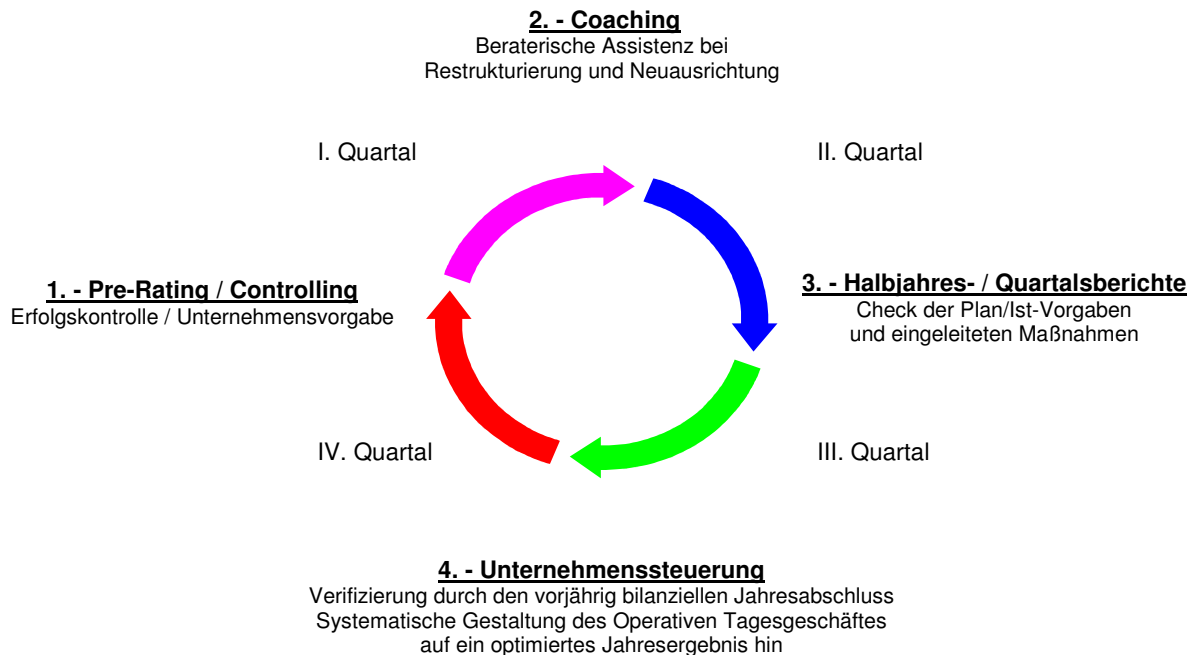 2. - Coaching
Beraterische Assistenz bei
Restrukturierung und Neuausrichtung
I. Quartal
II. Quartal
1. - Pre-Rating / Controlling
Erfolgskontrolle / Unternehmensvorgabe
3. - Halbjahres- / Quartalsberichte
Check der Plan/Ist-Vorgaben
und eingeleiteten Maßnahmen
IV. Quartal
III. Quartal
4. - Unternehmenssteuerung
Verifizierung durch den vorjährig bilanziellen Jahresabschluss
Systematische Gestaltung des Operativen Tagesgeschäftes
auf ein optimiertes Jahresergebnis hin